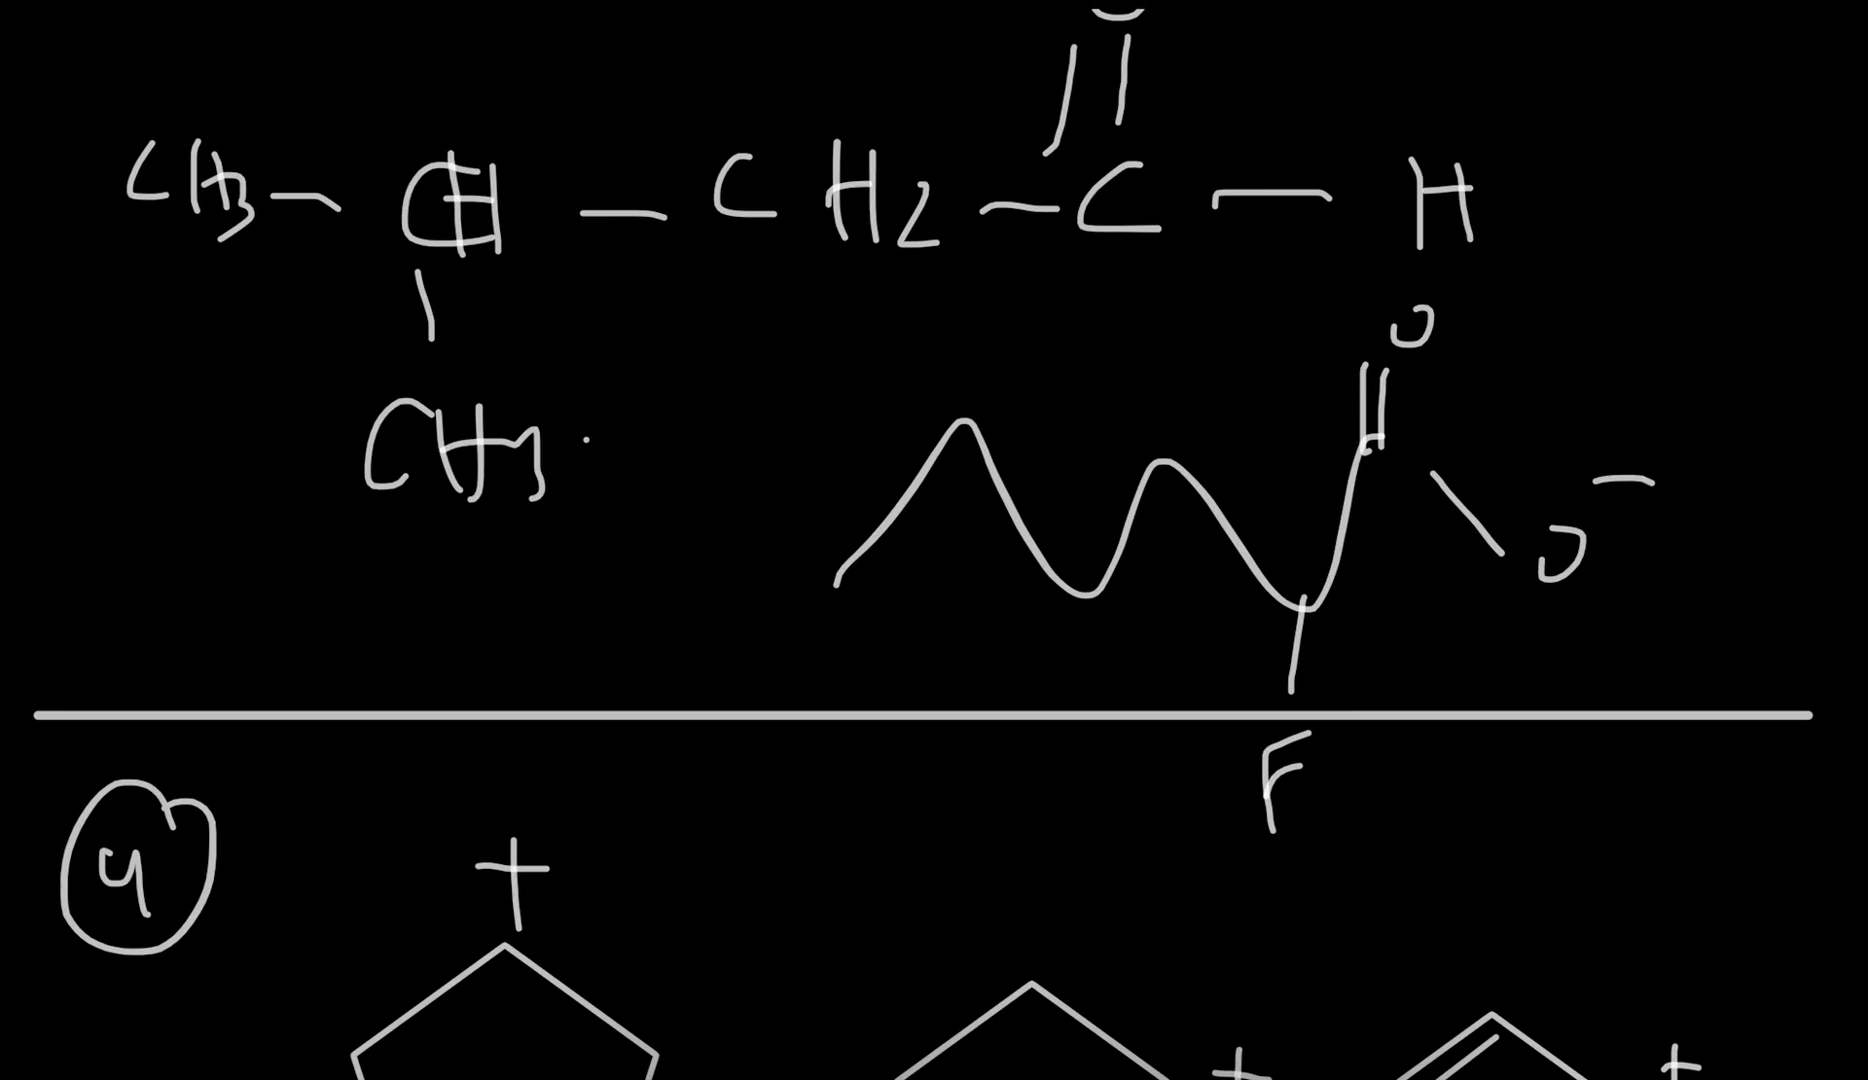 O
CH3 — CH — CH2 — C — H
CH3
O
O −
F
4
+
+
+